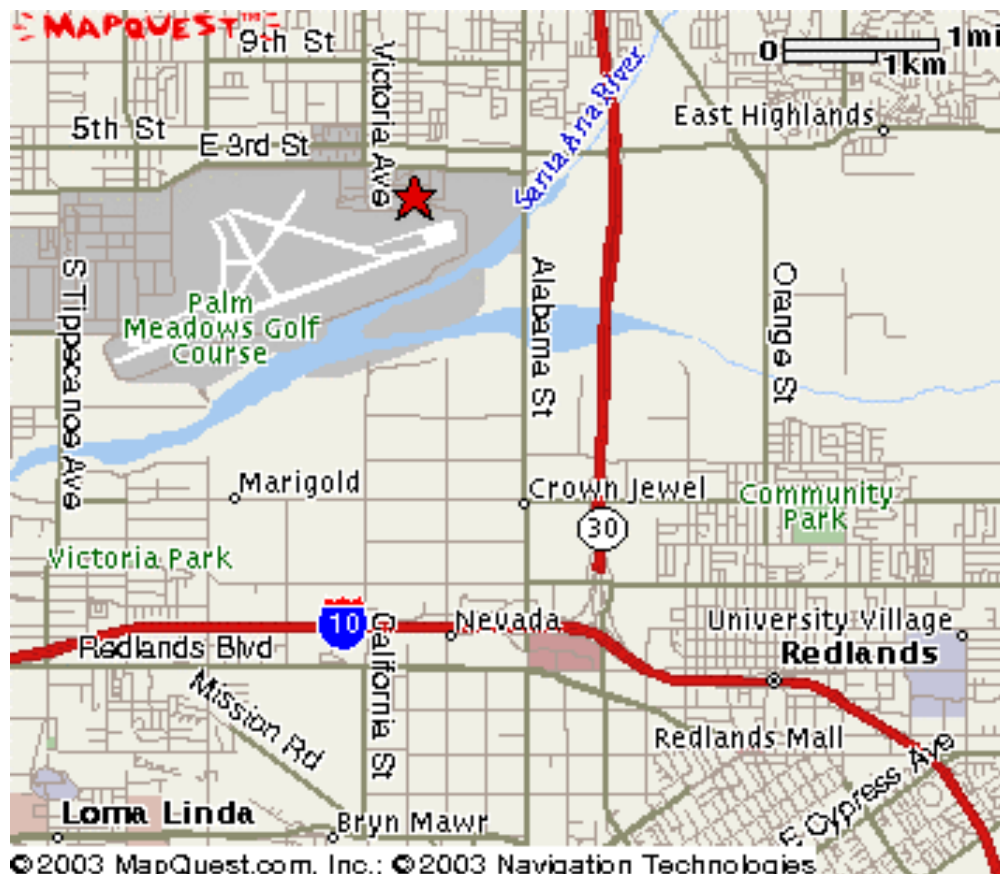 MAPQUEST™
9th St
0 1mi
1km
Victoria Ave
Santa Ana River
East Highlands
5th St
E 3rd St
S Tippecanoe Ave
Alabama St
Orange St
Palm
Meadows Golf
Course
Marigold
Crown Jewel
Community
Park
30
Victoria Park
10
California St
Nevada
University Village
Redlands Blvd
Redlands
Mission Rd
Redlands Mall
E Cypress Ave
Loma Linda
Bryn Mawr
©2003 MapQuest.com, Inc.; ©2003 Navigation Technologies